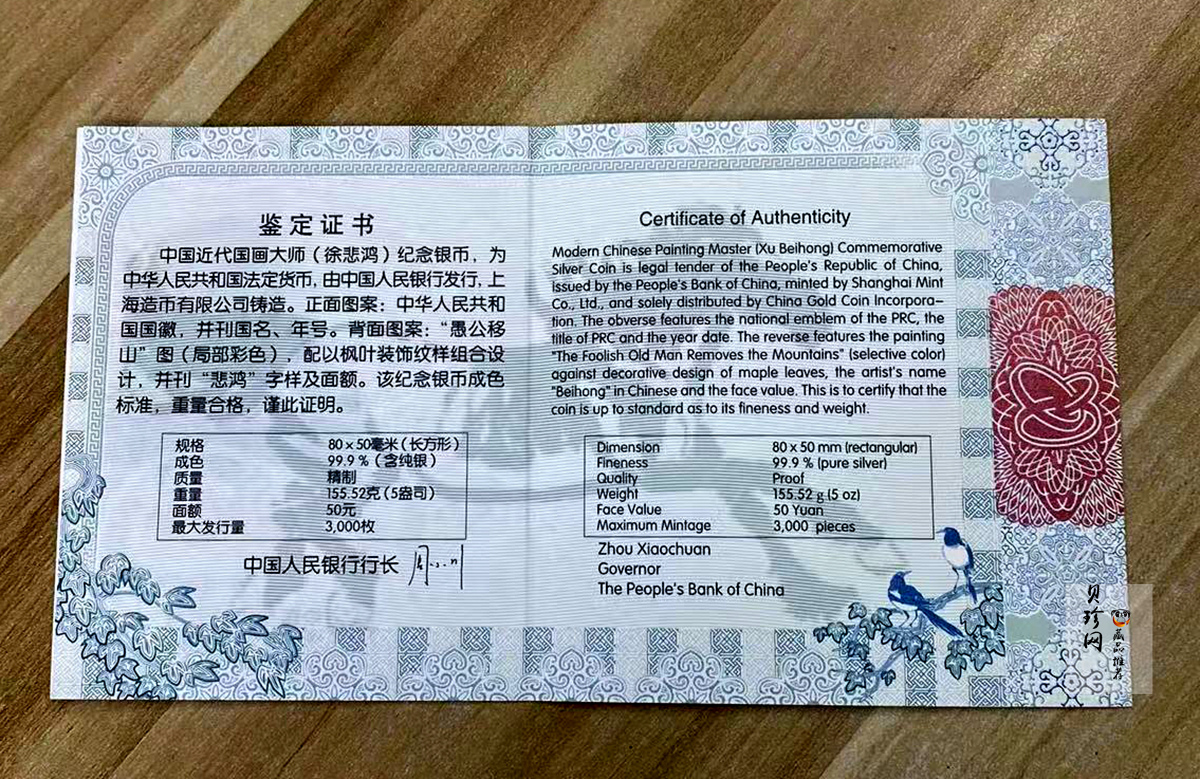 鉴定证书
中国近代国画大师（徐悲鸿）纪念银币，为
中华人民共和国法定货币，由中国人民银行发行，上
海造币有限公司铸造。正面图案：中华人民共和
国国徽，并刊国名、年号。背面图案：“愚公移
山”图（局部彩色），配以枫叶装饰纹样组合设
计，并刊“悲鸿”字样及面额。该纪念银币成色
标准，重量合格，谨此证明。
规格 80×50毫米（长方形）
成色 99.9％（含纯银）
质量 精制
重量 155.52克（5盎司）
面额 50元
最大发行量 3,000枚
中国人民银行行长
Certificate of Authenticity
Modern Chinese Painting Master (Xu Beihong) Commemorative
Silver Coin is legal tender of the People's Republic of China,
issued by the People's Bank of China, minted by Shanghai Mint
Co., Ltd., and solely distributed by China Gold Coin Incorpora-
tion. The obverse features the national emblem of the PRC, the
title of PRC and the year date. The reverse features the painting
"The Foolish Old Man Removes the Mountains" (selective color)
against decorative design of maple leaves, the artist's name
"Beihong" in Chinese and the face value. This is to certify that the
coin is up to standard as to its fineness and weight.
Dimension 80 x 50 mm (rectangular)
Fineness 99.9 % (pure silver)
Quality Proof
Weight 155.52 g (5 oz)
Face Value 50 Yuan
Maximum Mintage 3,000 pieces
Zhou Xiaochuan
Governor
The People's Bank of China
贝珍网
藏品推荐